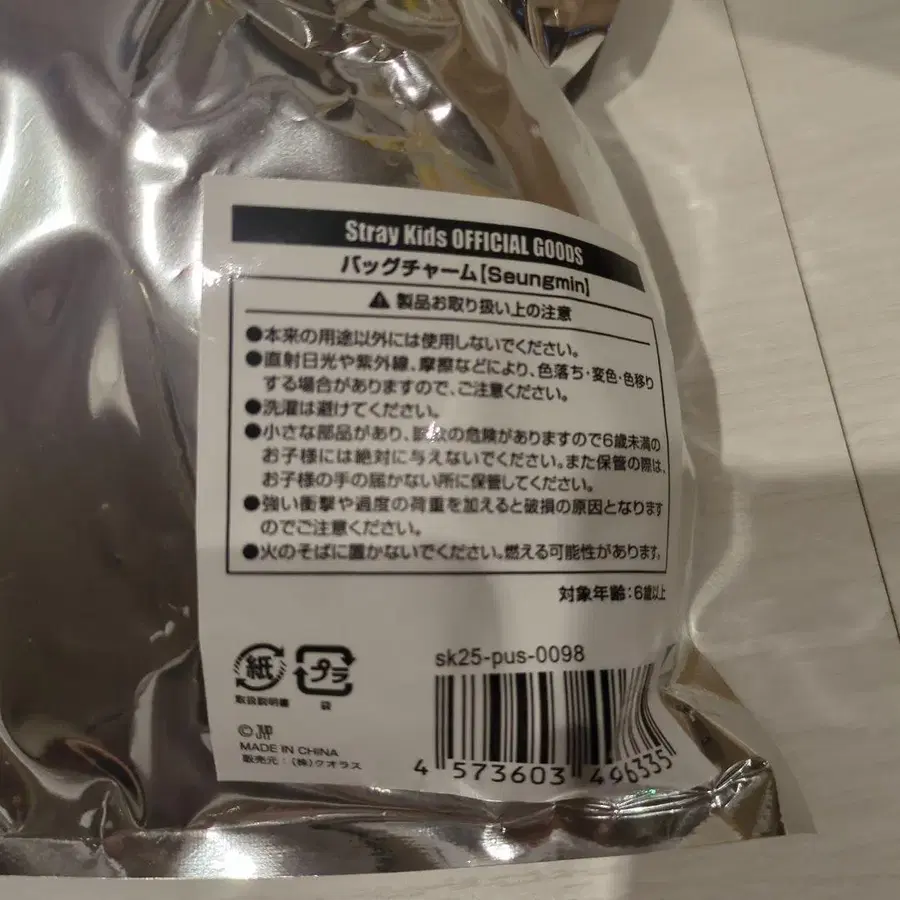 Stray Kids OFFICIAL GOODS
バッグチャーム[Seungmin]
⚠ 製品お取り扱い上の注意
●本来の用途以外には使用しないでください。
●直射日光や紫外線、摩擦などにより、色落ち・変色・色移り
する場合がありますので、ご注意ください。
●洗濯は避けてください。
●小さな部品があり、の危険がありますので6歳未満の
お子様には絶対に与えないでください。また保管の際は、
お子様の手の届かない所に保管してください。
●強い衝撃や過度の荷重を加えると破損の原因となります
のでご注意ください。
●火のそばに置かないでください。燃える可能性があります。
対象年齢:6歳以上
紙
取扱説明書
プラ
袋
sk25-pus-0098
© JYP
MADE IN CHINA
販売元:(株)クオラス
4 573603 496335